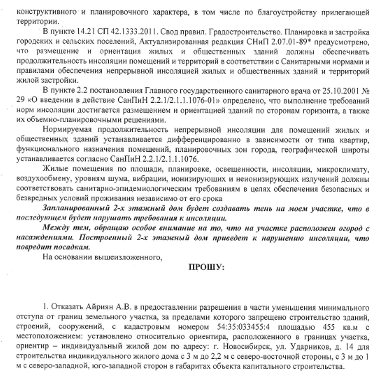 конструктивного и планировочного характера, в том числе по благоустройству прилегающей
территории.
В пункте 14.21 СП 42.1333.2011. Свод правил. Градостроительство. Планировка и застройка
городских и сельских поселений, Актуализированная редакция СНиП 2.07.01-89* предусмотрено,
что размещение и ориентация жилых и общественных зданий должны обеспечивать
продолжительность инсоляции помещений и территорий в соответствии с Санитарными нормами и
правилами обеспечения непрерывной инсоляцией жилых и общественных зданий и территорий
жилой застройки.
В пункте 2.2 постановления Главного государственного санитарного врача от 25.10.2001 №
29 «О введении в действие СанПиН 2.2.1/2.1.1.1076-01» определено, что выполнение требований
норм инсоляции достигается размещением и ориентацией зданий по сторонам горизонта, а также
их объемно-планировочными решениями.
Нормируемая продолжительность непрерывной инсоляции для помещений жилых и
общественных зданий устанавливается дифференцированно в зависимости от типа квартир,
функционального назначения помещений, планировочных зон города, географической широты
устанавливается согласно СанПиН 2.2.1/2.1.1.1076.
Жилые помещения по площади, планировке, освещенности, инсоляции, микроклимату,
воздухообмену, уровням шума, вибрации, ионизирующих и неионизирующих излучений должны
соответствовать санитарно-эпидемиологическим требованиям в целях обеспечения безопасных и
безвредных условий проживания независимо от его срока
Запланированный 2-х этажный дом будет создавать тень на моем участке, что в
последующем будет нарушать требования к инсоляции.
Между тем, обращаю особое внимание на то, что на участке расположен огород с
насаждениями. Построенный 2-х этажный дом приведет к нарушению инсоляции, что
повредит посадкам.
На основании вышеизложенного,
ПРОШУ:
1. Отказать Айриян А.В. в предоставлении разрешения в части уменьшения минимального
отступа от границ земельного участка, за пределами которого запрещено строительство зданий,
строений, сооружений, с кадастровым номером 54:35:033455:4 площадью 455 кв.м с
местоположением: установлено относительно ориентира, расположенного в границах участка,
ориентир – индивидуальный жилой дом по адресу: г. Новосибирск, ул. Ударников, д. 14 для
строительства индивидуального жилого дома с 3 м до 2,2 м с северо-восточной стороны, с 3 м до 1
м с северо-западной, юго-западной сторон в габаритах объекта капитального строительства.